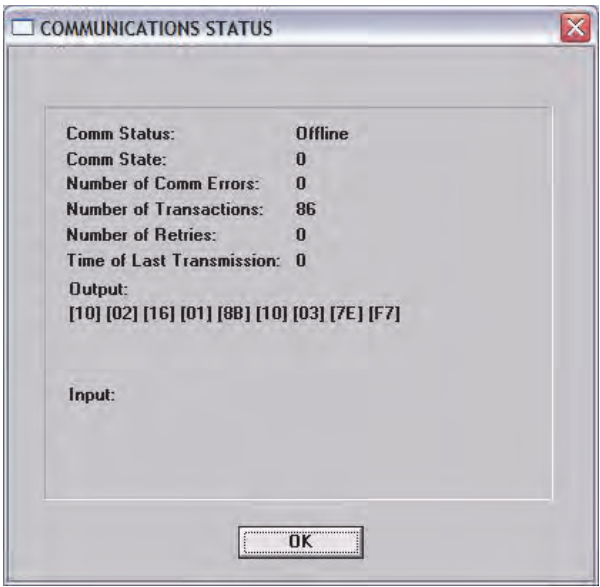 COMMUNICATIONS STATUS
Comm Status: Offline
Comm State: 0
Number of Comm Errors: 0
Number of Transactions: 86
Number of Retries: 0
Time of Last Transmission: 0
Output:
[10] [02] [16] [01] [8B] [10] [03] [7E] [F7]
Input:
OK